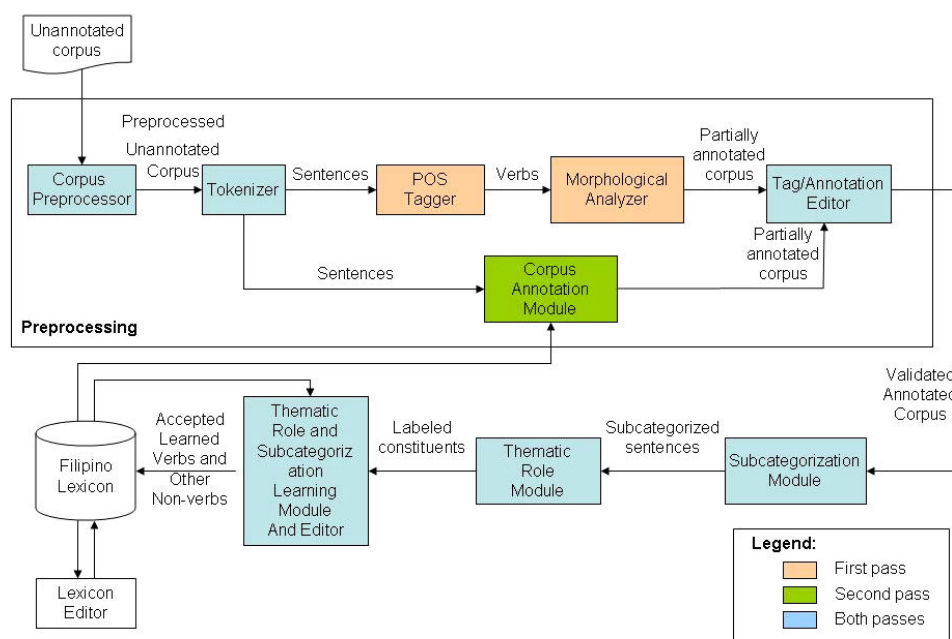 Unannotated
corpus
Preprocessed
Unannotated
Corpus
Corpus
Preprocessor
Tokenizer
Sentences
POS
Tagger
Verbs
Morphological
Analyzer
Partially
annotated
corpus
Tag/Annotation
Editor
Sentences
Corpus
Annotation
Module
Partially
annotated
corpus
Preprocessing
Validated
Annotated
Corpus
Filipino
Lexicon
Accepted
Learned
Verbs and
Other
Non-verbs
Thematic
Role and
Subcategoriz
ation
Learning
Module
And Editor
Labeled
constituents
Thematic
Role
Module
Subcategorized
sentences
Subcategorization
Module
Lexicon
Editor
Legend:
First pass
Second pass
Both passes